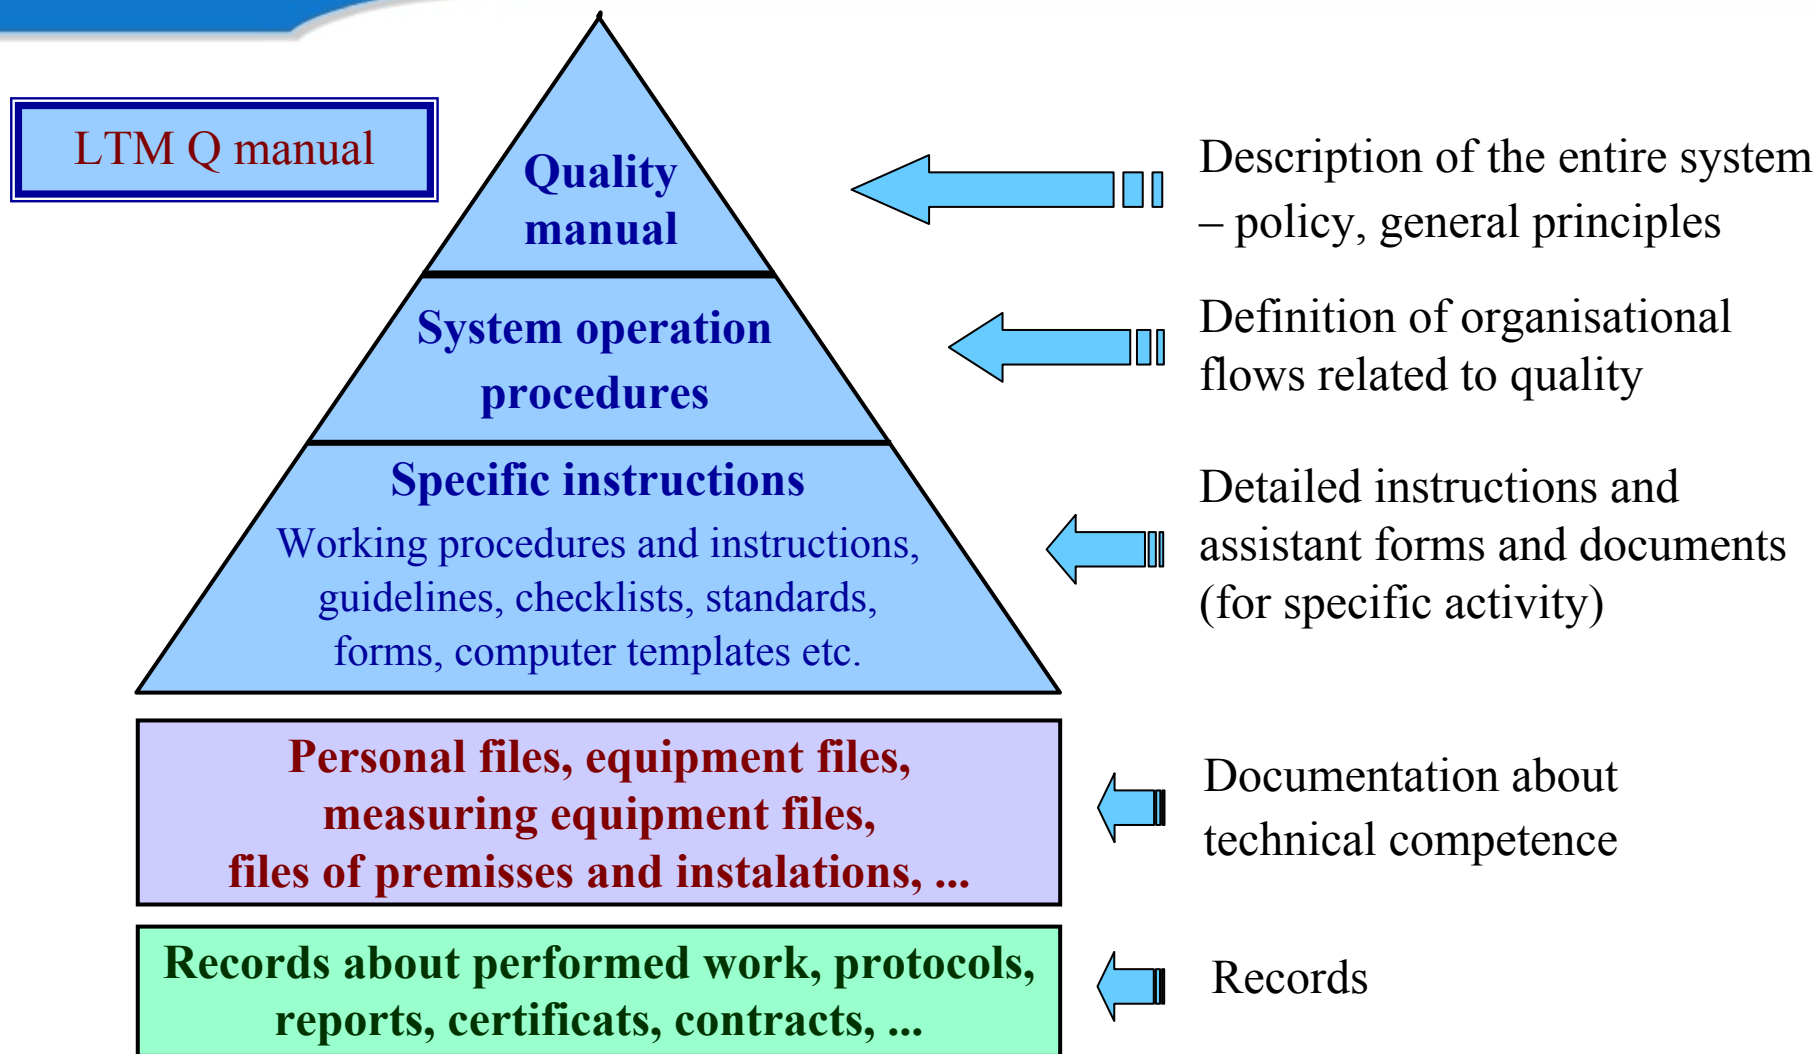 LTM Q manual
Quality
manual
Description of the entire system
– policy, general principles
System operation
procedures
Definition of organisational
flows related to quality
Specific instructions
Working procedures and instructions,
guidelines, checklists, standards,
forms, computer templates etc.
Detailed instructions and
assistant forms and documents
(for specific activity)
Personal files, equipment files,
measuring equipment files,
files of premisses and instalations, ...
Documentation about
technical competence
Records about performed work, protocols,
reports, certificats, contracts, ...
Records